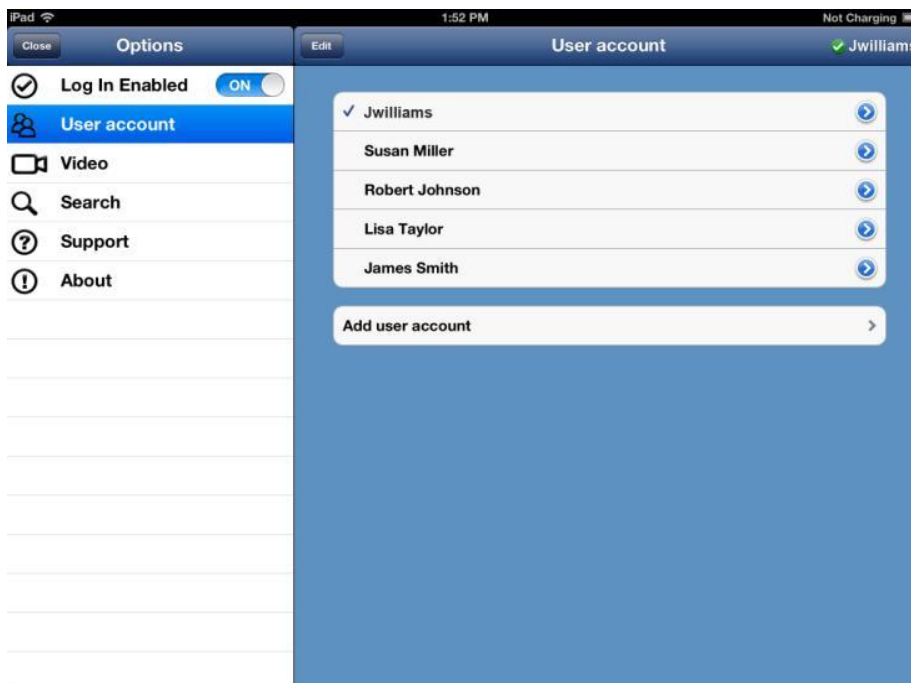 iPad 1:52 PM Not Charging
Close Options Edit User account Jwilliams
Log In Enabled ON
User account
Video
Search
Support
About
Jwilliams
Susan Miller
Robert Johnson
Lisa Taylor
James Smith
Add user account